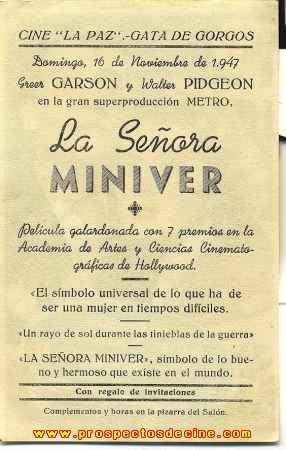 CINE "LA PAZ".-GATA DE GORGOS
Domingo, 16 de Noviembre de 1.947
Greer GARSON y Walter PIDGEON
en la gran superproducción METRO,
La Señora
MINIVER
Película galardonada con 7 premios en la
Academia de Artes y Ciencias Cinemato-
gráficas de Hollywood.
«El símbolo universal de lo que ha de
ser una mujer en tiempos difíciles.
«Un rayo de sol durante las tinieblas de la guerra»
«LA SEÑORA MINIVER», símbolo de lo bue-
no y hermoso que existe en el mundo.
Con regalo de invitaciones
Complementos y horas en la pizarra del Salón.
www.prospectosdecine.com